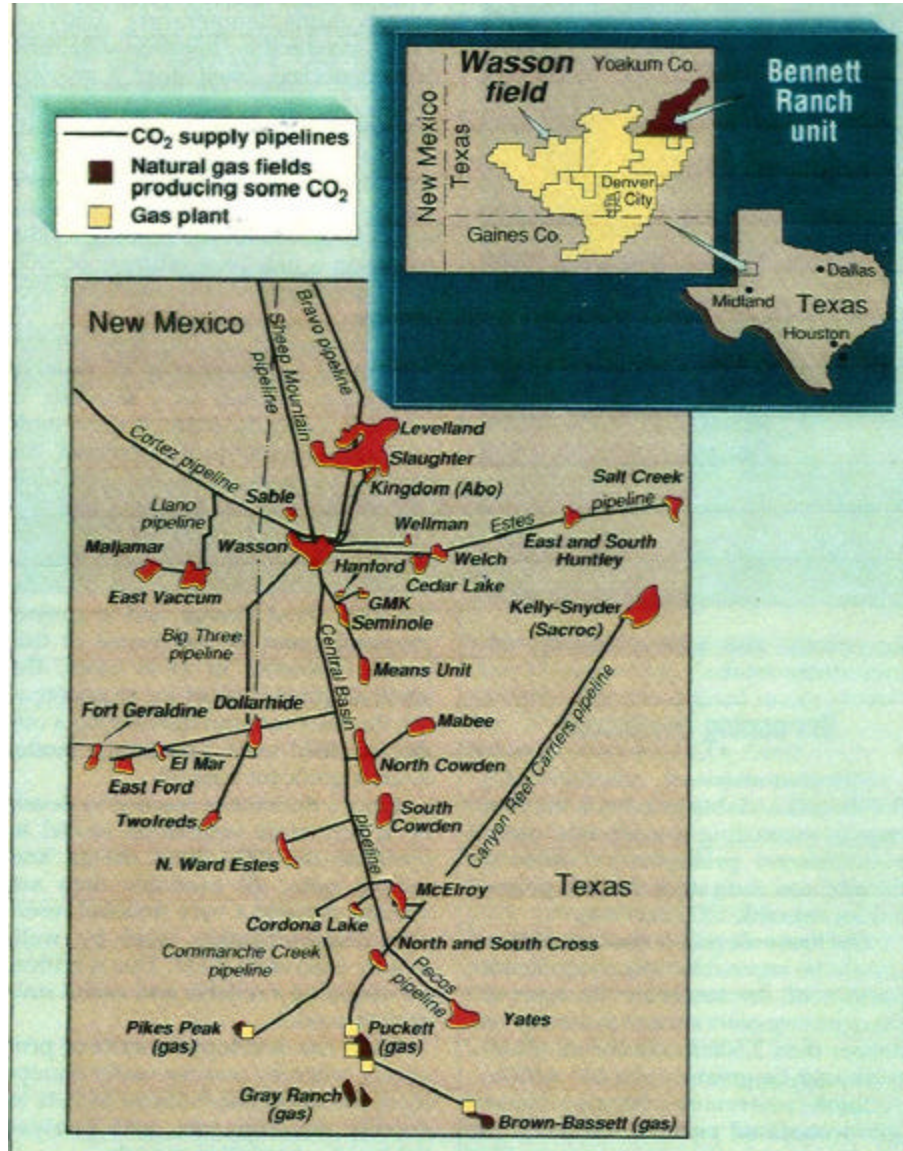 CO2 supply pipelines
Natural gas fields
producing some CO2
Gas plant
Wasson
field
Yoakum Co.
New Mexico
Texas
Denver
City
Gaines Co.
Bennett
Ranch
unit
Dallas
Midland
Texas
Houston
New Mexico
Sheep Mountain
pipeline
Bravo pipeline
Levelland
Slaughter
Kingdom (Abo)
Cortez pipeline
Sable
Llano
pipeline
Wasson
Wellman
Estes
pipeline
Salt Creek
East and South
Huntley
Maljamar
East Vaccum
Hanford
Welch
Cedar Lake
GMK
Seminole
Kelly-Snyder
(Sacroc)
Big Three
pipeline
Central Basin
pipeline
Means Unit
Fort Geraldine
Dollarhide
Mabee
El Mar
North Cowden
East Ford
Twofreds
South
Cowden
Canyon Reef Carriers pipeline
N. Ward Estes
McElroy
Texas
Cordona Lake
Commanche Creek
pipeline
North and South Cross
Pecos
pipeline
Yates
Pikes Peak
(gas)
Puckett
(gas)
Gray Ranch
(gas)
Brown-Bassett (gas)